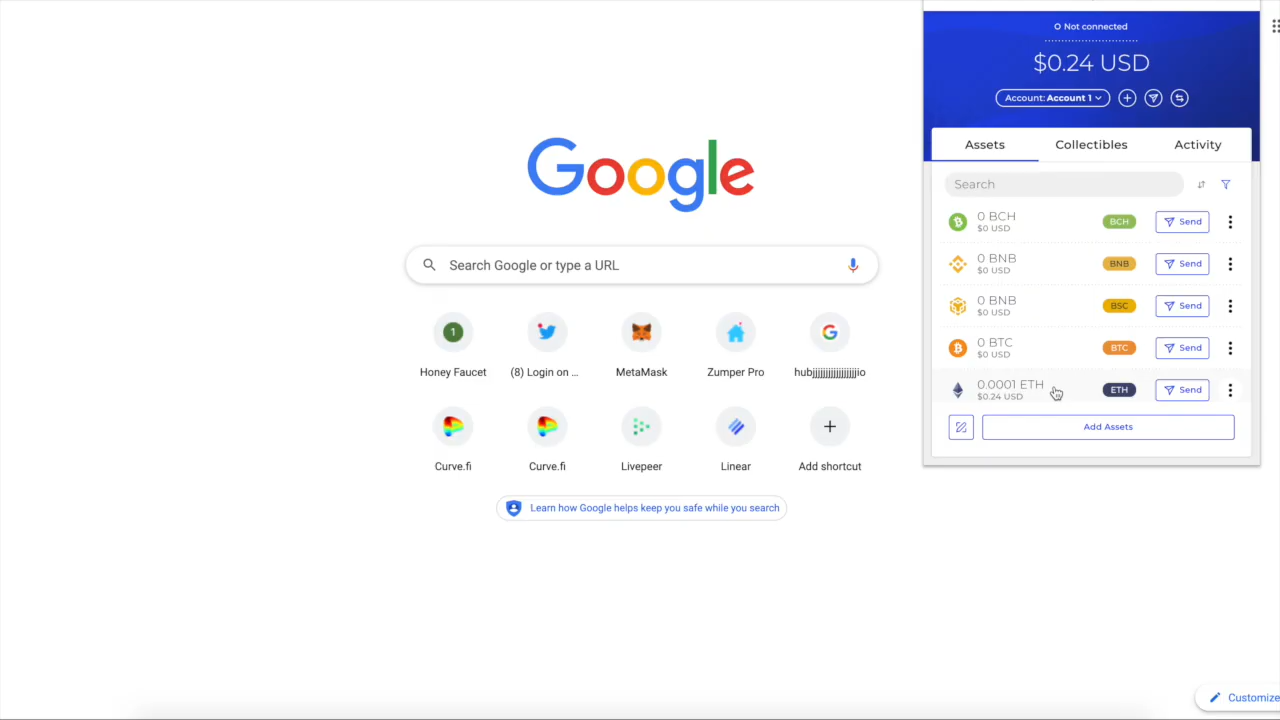 Not connected
$0.24 USD
Account: Account 1
Assets Collectibles Activity
Search
0 BCH
$0 USD
BCH
Send
0 BNB
$0 USD
BNB
Send
0 BNB
$0 USD
BSC
Send
0 BTC
$0 USD
BTC
Send
0.0001 ETH
$0.24 USD
ETH
Send
Add Assets
Google
Search Google or type a URL
1
Honey Faucet
(8) Login on ...
MetaMask
Zumper Pro
G
hubjjjjjjjjjjjjjjjio
Curve.fi
Curve.fi
Livepeer
Linear
Add shortcut
Learn how Google helps keep you safe while you search
Customize